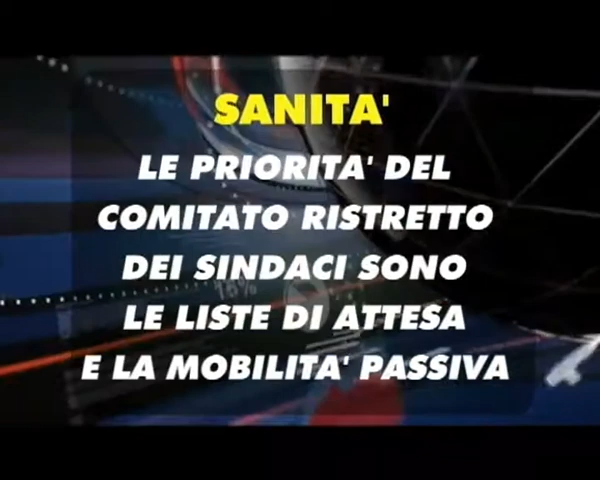 SANITA'
LE PRIORITA' DEL
COMITATO RISTRETTO
DEI SINDACI SONO
LE LISTE DI ATTESA
E LA MOBILITA' PASSIVA